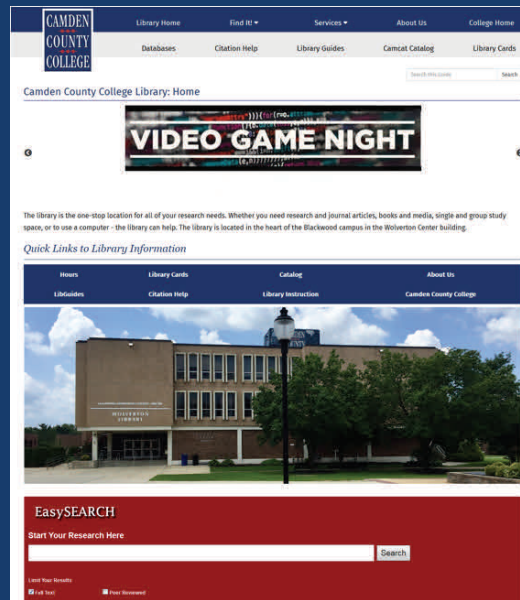 CAMDEN
COUNTY
COLLEGE
Library Home Find It! Services About Us College Home
Databases Citation Help Library Guides Camcat Catalog Library Cards
Search this Guide Search
Camden County College Library: Home
VIDEO GAME NIGHT
The library is the one-stop location for all of your research needs. Whether you need research and journal articles, books and media, single and group study
space, or to use a computer - the library can help. The library is located in the heart of the Blackwood campus in the Wolverton Center building.
Quick Links to Library Information
Hours Library Cards Catalog About Us
LibGuides Citation Help Library Instruction Camden County College
WOLVERTON
LIBRARY
EasySEARCH
Start Your Research Here
Search
Limit Your Results
Full Text Peer Reviewed